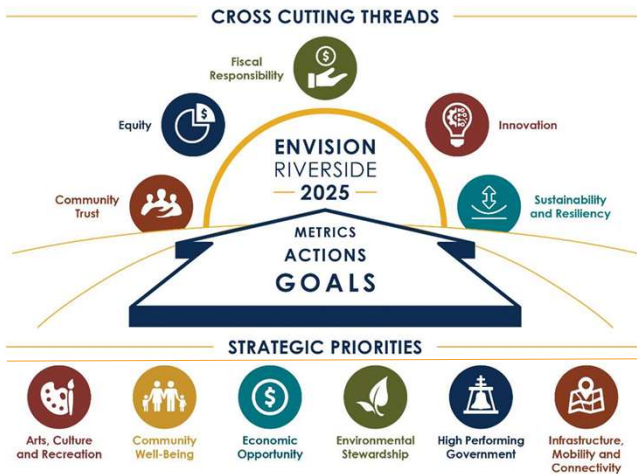 CROSS CUTTING THREADS
Fiscal
Responsibility
$
Equity
$
Innovation
ENVISION
RIVERSIDE
2025
Community
Trust
Sustainability
and Resiliency
METRICS
ACTIONS
GOALS
STRATEGIC PRIORITIES
$
Arts, Culture
and Recreation
Community
Well-Being
Economic
Opportunity
Environmental
Stewardship
High Performing
Government
Infrastructure,
Mobility and
Connectivity